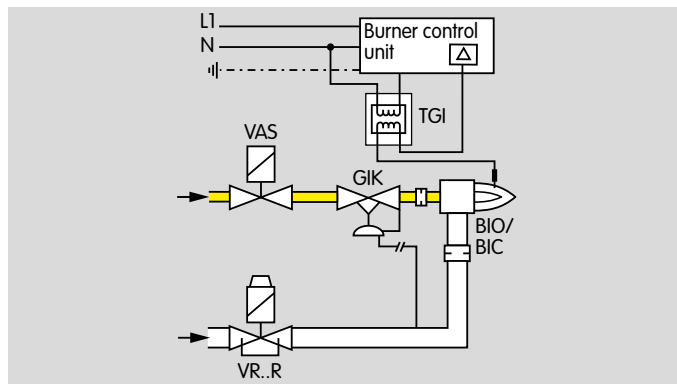 L1
N
Burner control
unit
TGI
VAS
GIK
BIO/
BIC
VR..R